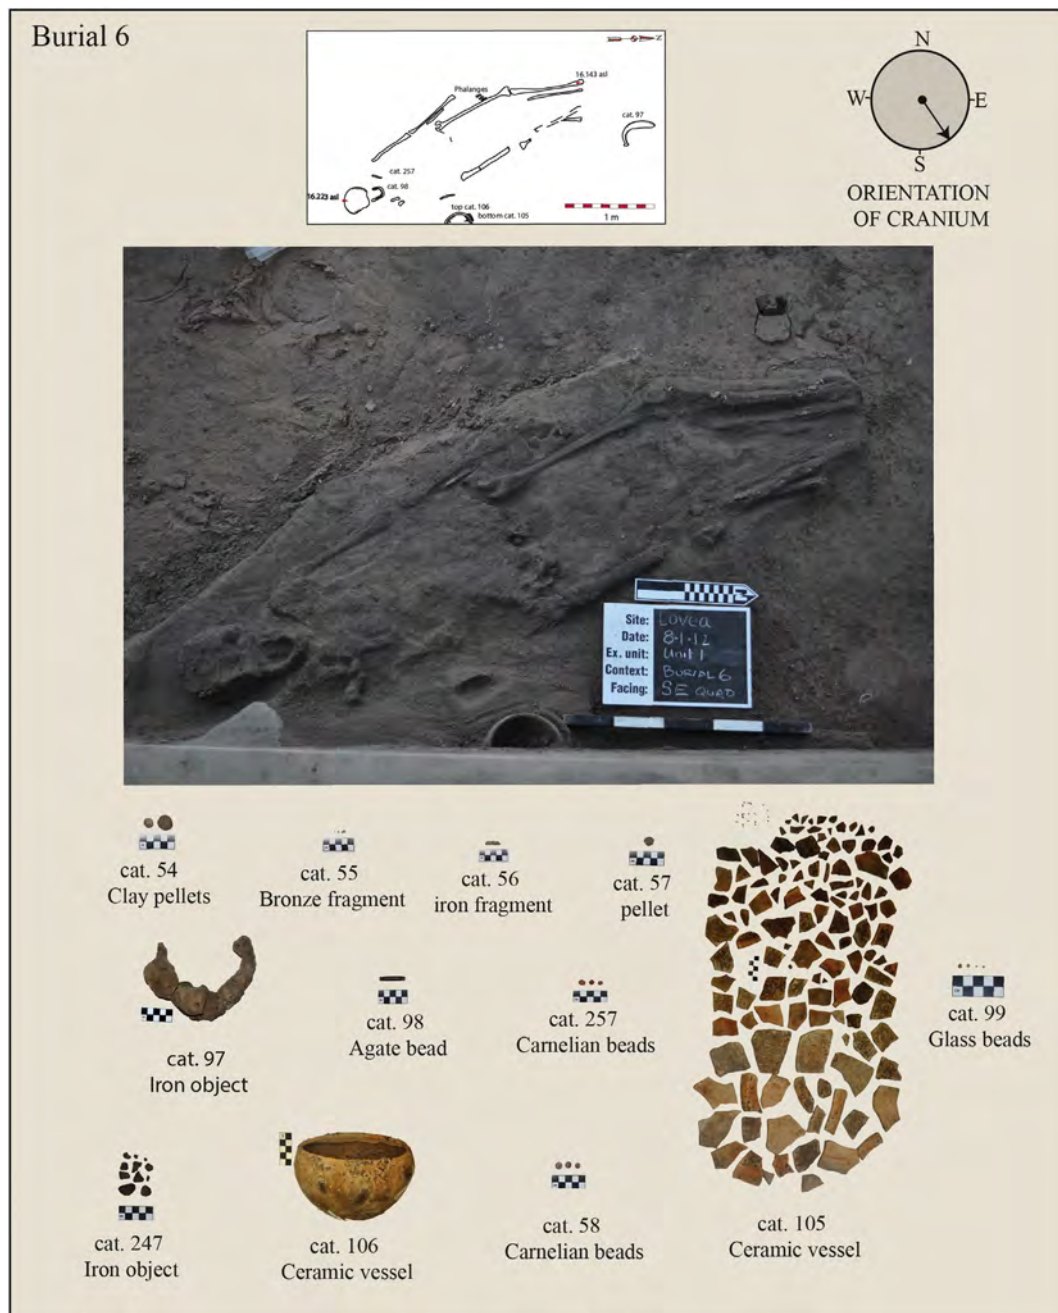 Burial 6
Z
16.143 asl
Phalanges
cat. 97
cat. 257
cat. 98
16.223 asl
top cat. 106
bottom cat. 105
1 m
N
W
E
S
ORIENTATION
OF CRANIUM
Site: Lovea
Date: 8.1.12
Ex. unit: Unit 1
Context: BURIAL 6
Facing: SE QUAD
cat. 54
Clay pellets
cat. 55
Bronze fragment
cat. 56
iron fragment
cat. 57
pellet
cat. 97
Iron object
cat. 98
Agate bead
cat. 257
Carnelian beads
cat. 99
Glass beads
cat. 247
Iron object
cat. 106
Ceramic vessel
cat. 58
Carnelian beads
cat. 105
Ceramic vessel